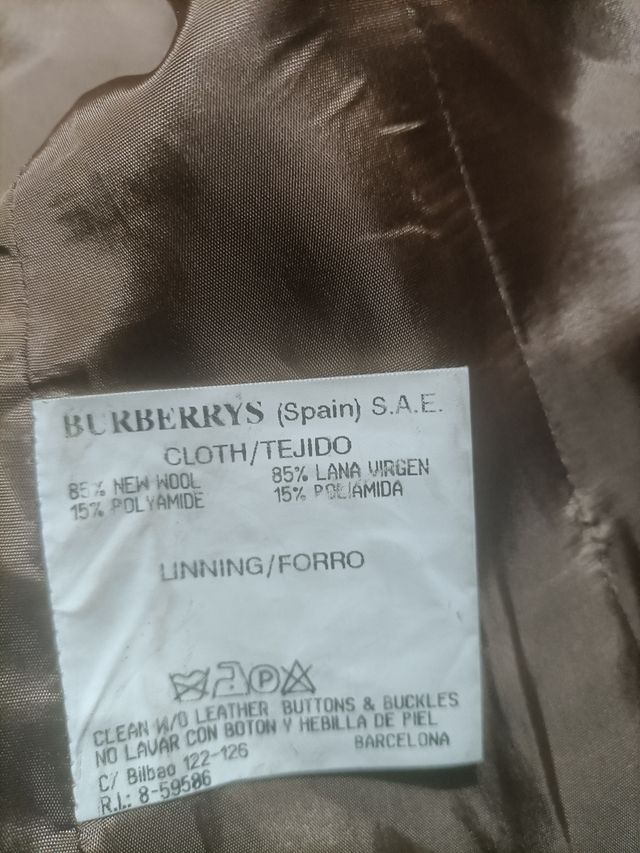 BURBERRYS (Spain) S.A.E.
CLOTH/TEJIDO
85% NEW WOOL 85% LANA VIRGEN
15% POLYAMIDE 15% POLIAMIDA
LINNING/FORRO
P
CLEAN W/O LEATHER BUTTONS & BUCKLES
NO LAVAR CON BOTON Y HEBILLA DE PIEL
C/ Bilbao 122-126 BARCELONA
R.I.: 8-59586